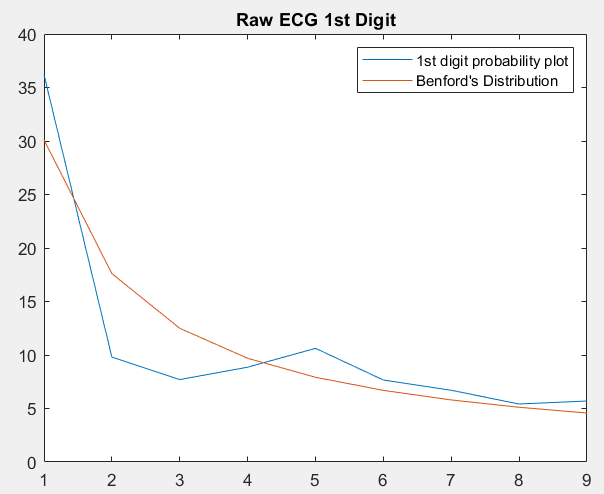 Raw ECG 1st Digit
40
35
30
25
20
15
10
5
0
1st digit probability plot
Benford's Distribution
1 2 3 4 5 6 7 8 9